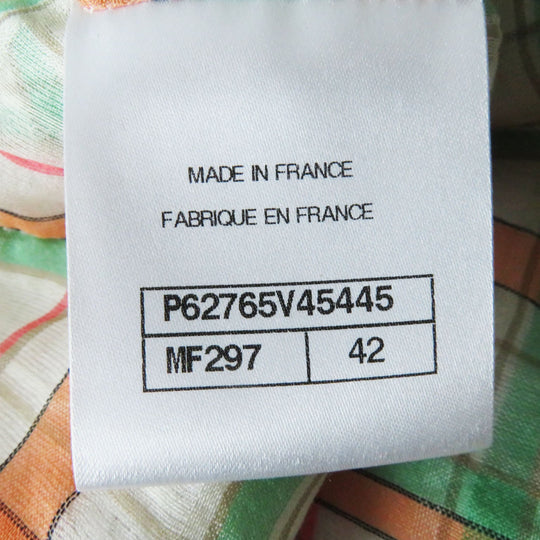 MADE IN FRANCE
FABRIQUE EN FRANCE
P62765V45445
MF297 42